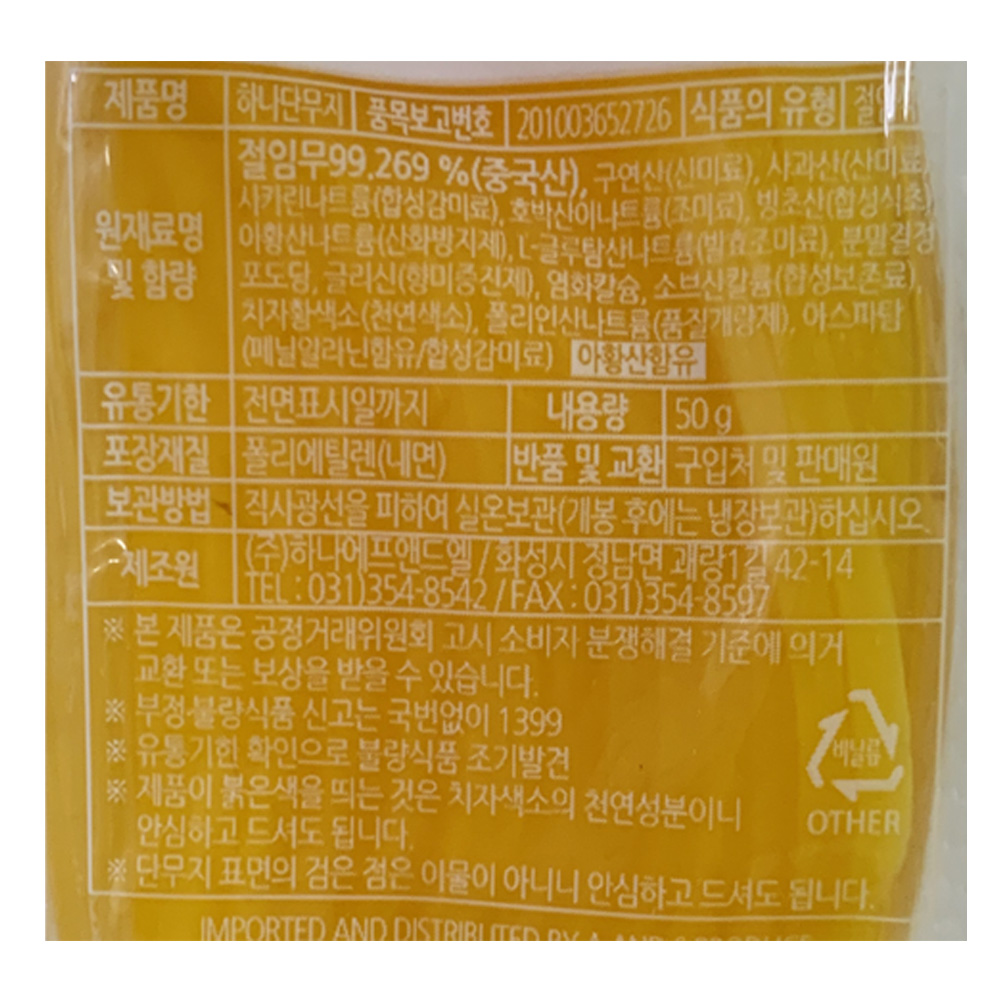 제품명 하나단무지 품목보고번호 201003652726 식품의 유형
원재료명 및 함량
절임무99.269 %(중국산), 구연산(산미료), 사과산(산미료),
사카린나트륨(합성감미료), 호박산이나트륨(조미료), 빙초산(합성식초),
아황산나트륨(산화방지제), L-글루탐산나트륨(발효조미료), 분말결정
포도당, 글리신(향미증진제), 염화칼슘, 소브산칼륨(합성보존료),
치자황색소(천연색소), 폴리인산나트륨(품질개량제), 아스파탐
(페닐알라닌함유/합성감미료) 아황산함유
유통기한 전면표시일까지 내용량 50 g
포장재질 폴리에틸렌(내면) 반품 및 교환 구입처 및 판매원
보관방법 직사광선을 피하여 실온보관(개봉 후에는 냉장보관)하십시오.
제조원 (주)하나에프앤드엘 / 화성시 정남면 괘랑1길 42-14
TEL : 031)354-8542 / FAX : 031)354-8597
※ 본 제품은 공정거래위원회 고시 소비자 분쟁해결 기준에 의거
교환 또는 보상을 받을 수 있습니다.
※ 부정·불량식품 신고는 국번없이 1399
※ 유통기한 확인으로 불량식품 조기발견
※ 제품이 붉은색을 띄는 것은 치자색소의 천연성분이니
안심하고 드셔도 됩니다.
※ 단무지 표면의 검은 점은 이물이 아니니 안심하고 드셔도 됩니다.
비닐류
OTHER
IMPORTED AND DISTRIBUTED BY